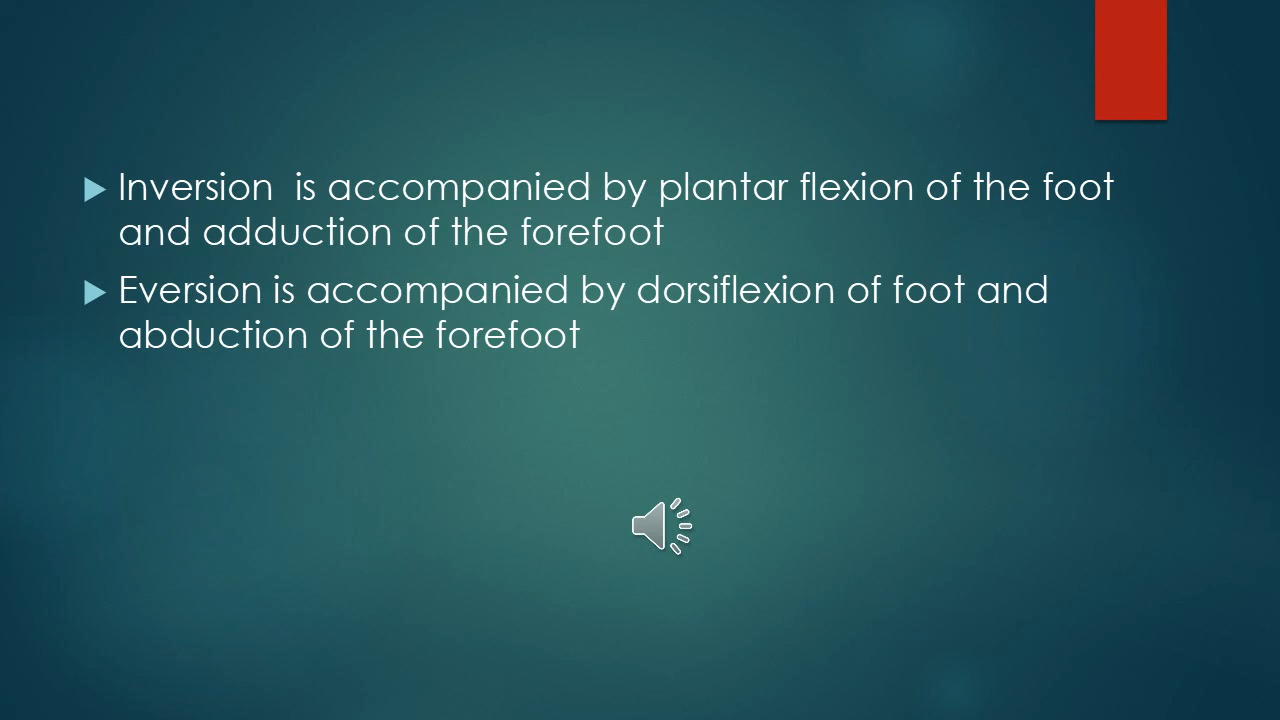 Inversion  is accompanied by plantar flexion of the foot
and adduction of the forefoot
Eversion is accompanied by dorsiflexion of foot and
abduction of the forefoot